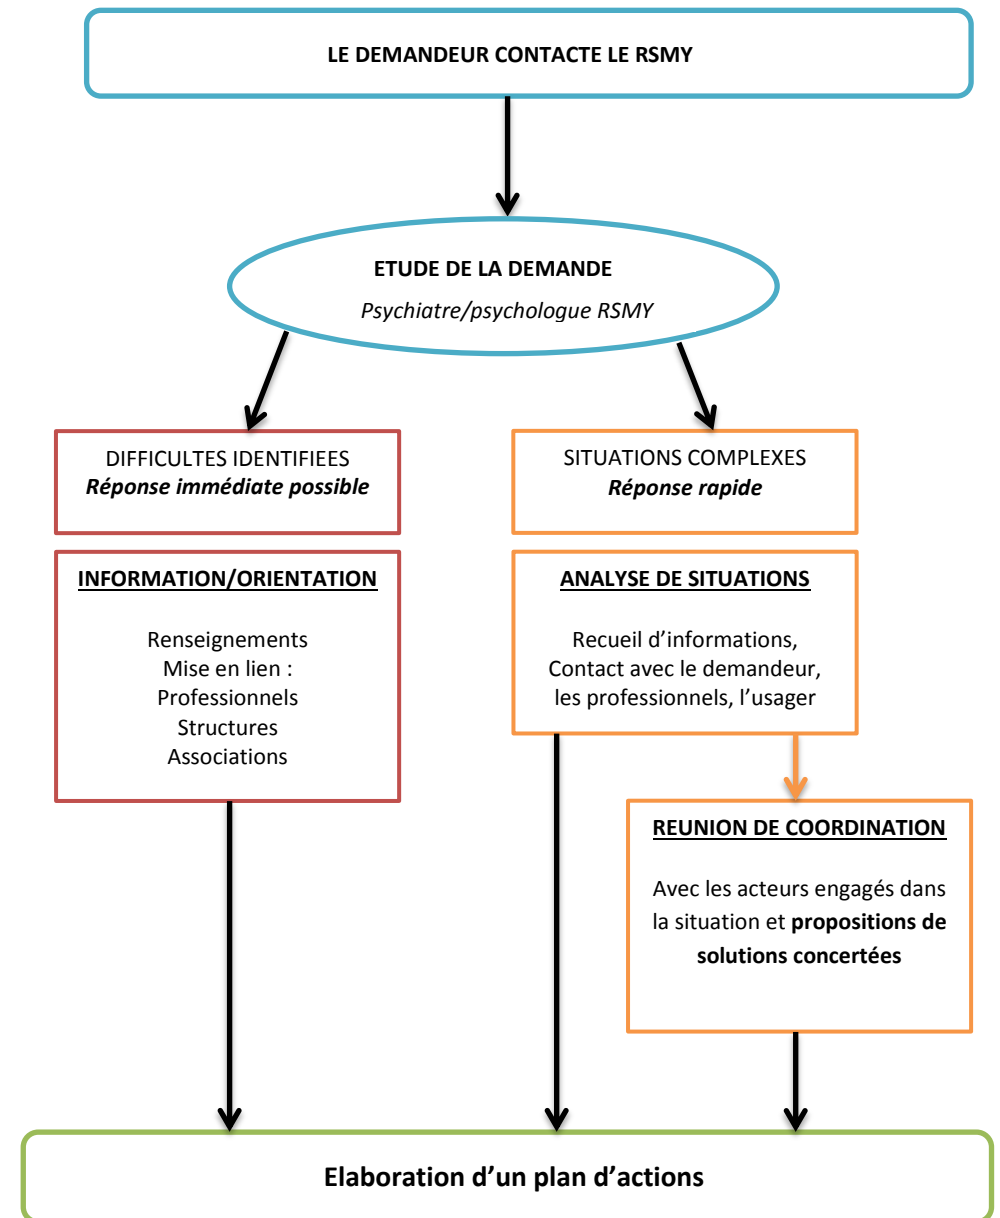 LE DEMANDEUR CONTACTE LE RSMY
ETUDE DE LA DEMANDE
Psychiatre/psychologue RSMY
DIFFICULTES IDENTIFIEES
Réponse immédiate possible
SITUATIONS COMPLEXES
Réponse rapide
INFORMATION/ORIENTATION
Renseignements
Mise en lien :
Professionnels
Structures
Associations
ANALYSE DE SITUATIONS
Recueil d’informations,
Contact avec le demandeur,
les professionnels, l’usager
REUNION DE COORDINATION
Avec les acteurs engagés dans
la situation et propositions de
solutions concertées
Elaboration d’un plan d’actions